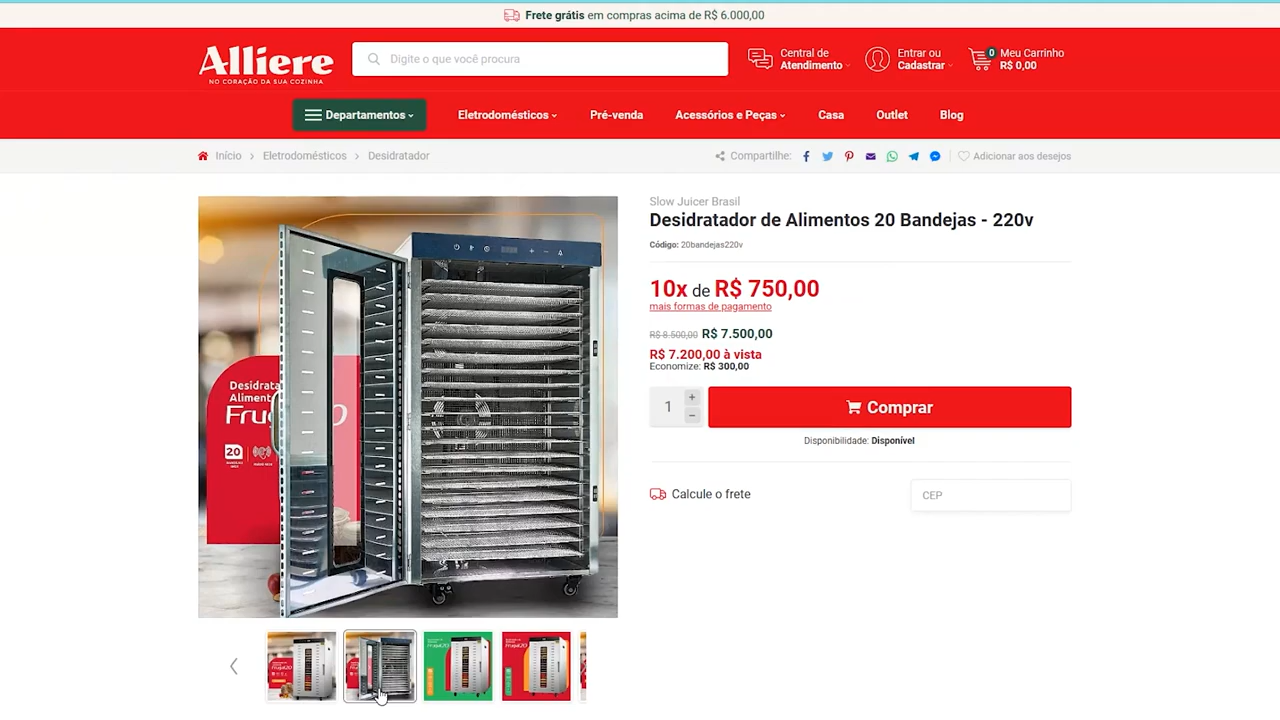 Frete grátis em compras acima de R$ 6.000,00
Alliere
NO CORAÇÃO DA SUA COZINHA
Digite o que você procura
Central de
Atendimento
Entrar ou
Cadastrar
0
Meu Carrinho
R$ 0,00
Departamentos
Eletrodomésticos
Pré-venda
Acessórios e Peças
Casa
Outlet
Blog
Início > Eletrodomésticos > Desidratador
Compartilhe:
Adicionar aos desejos
Slow Juicer Brasil
Desidratador de Alimentos 20 Bandejas - 220v
Código: 20bandejas220v
10x de R$ 750,00
mais formas de pagamento
R$ 8.500,00 R$ 7.500,00
R$ 7.200,00 à vista
Economize: R$ 300,00
1
+
-
Comprar
Disponibilidade: Disponível
Calcule o frete
CEP
Desidrata
Aliment
Frug
20